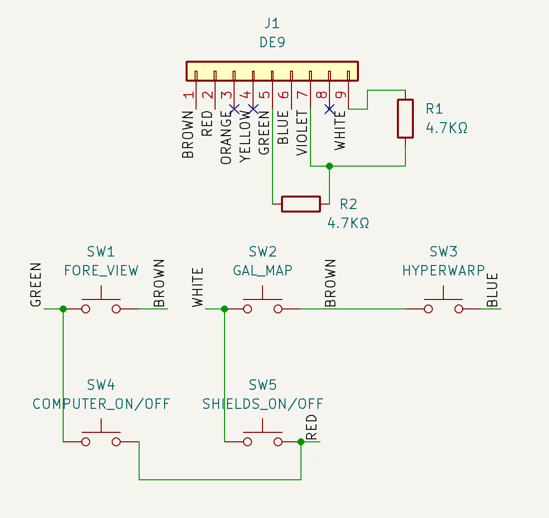 J1
DE9
1 2 3 4 5 6 7 8 9
BROWN
RED
ORANGE
YELLOW
GREEN
BLUE
VIOLET
WHITE
R1
4.7KΩ
R2
4.7KΩ
SW1
FORE_VIEW
GREEN
BROWN
SW2
GAL_MAP
WHITE
BROWN
SW3
HYPERWARP
BLUE
SW4
COMPUTER_ON/OFF
SW5
SHIELDS_ON/OFF
RED